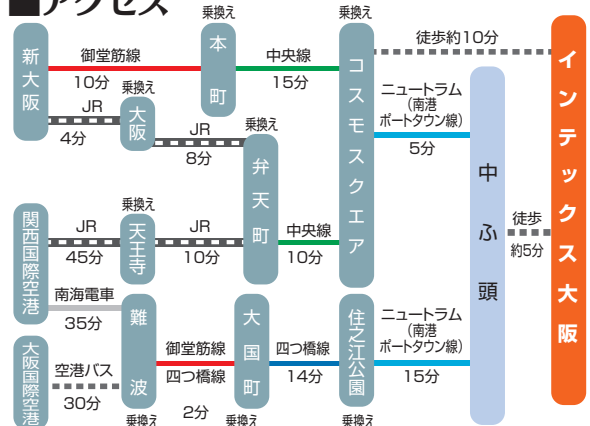 ■アクセス
乗換え
乗換え
新大阪
御堂筋線
10分
本町
中央線
15分
コスモスクエア
徒歩約10分
インテックス大阪
JR
4分
乗換え
大阪
JR
8分
乗換え
弁天町
ニュートラム
(南港
ポートタウン線)
5分
中ふ頭
徒歩
約5分
関西国際空港
JR
45分
乗換え
天王寺
JR
10分
中央線
10分
南海電車
35分
難波
御堂筋線
四つ橋線
2分
大国町
四つ橋線
14分
住之江公園
ニュートラム
(南港
ポートタウン線)
15分
大阪国際空港
空港バス
30分
乗換え
乗換え
乗換え